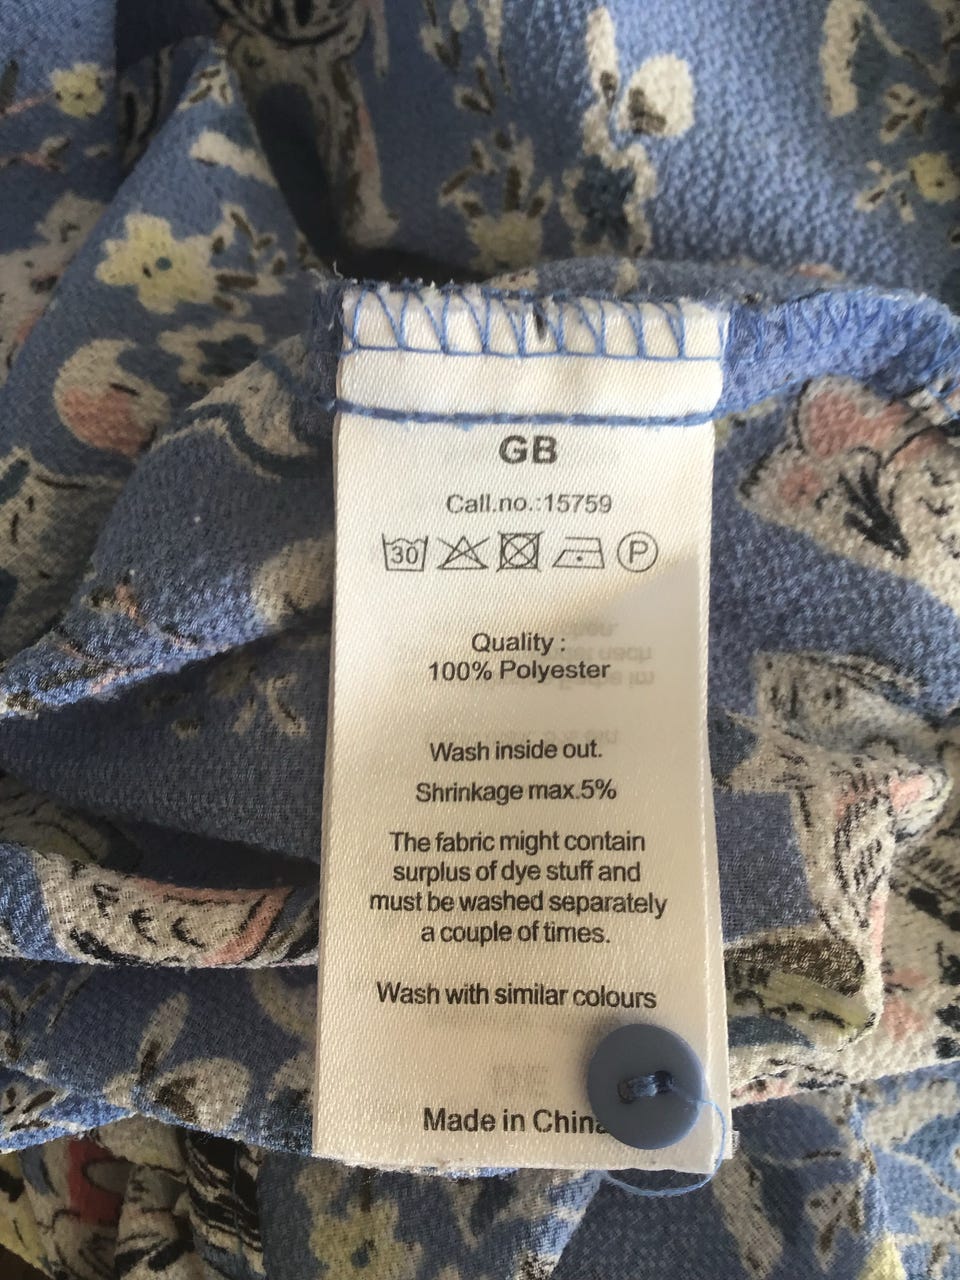 GB
Call.no.:15759
30 P
Quality :
100% Polyester
Wash inside out.
Shrinkage max.5%
The fabric might contain
surplus of dye stuff and
must be washed separately
a couple of times.
Wash with similar colours
Made in China